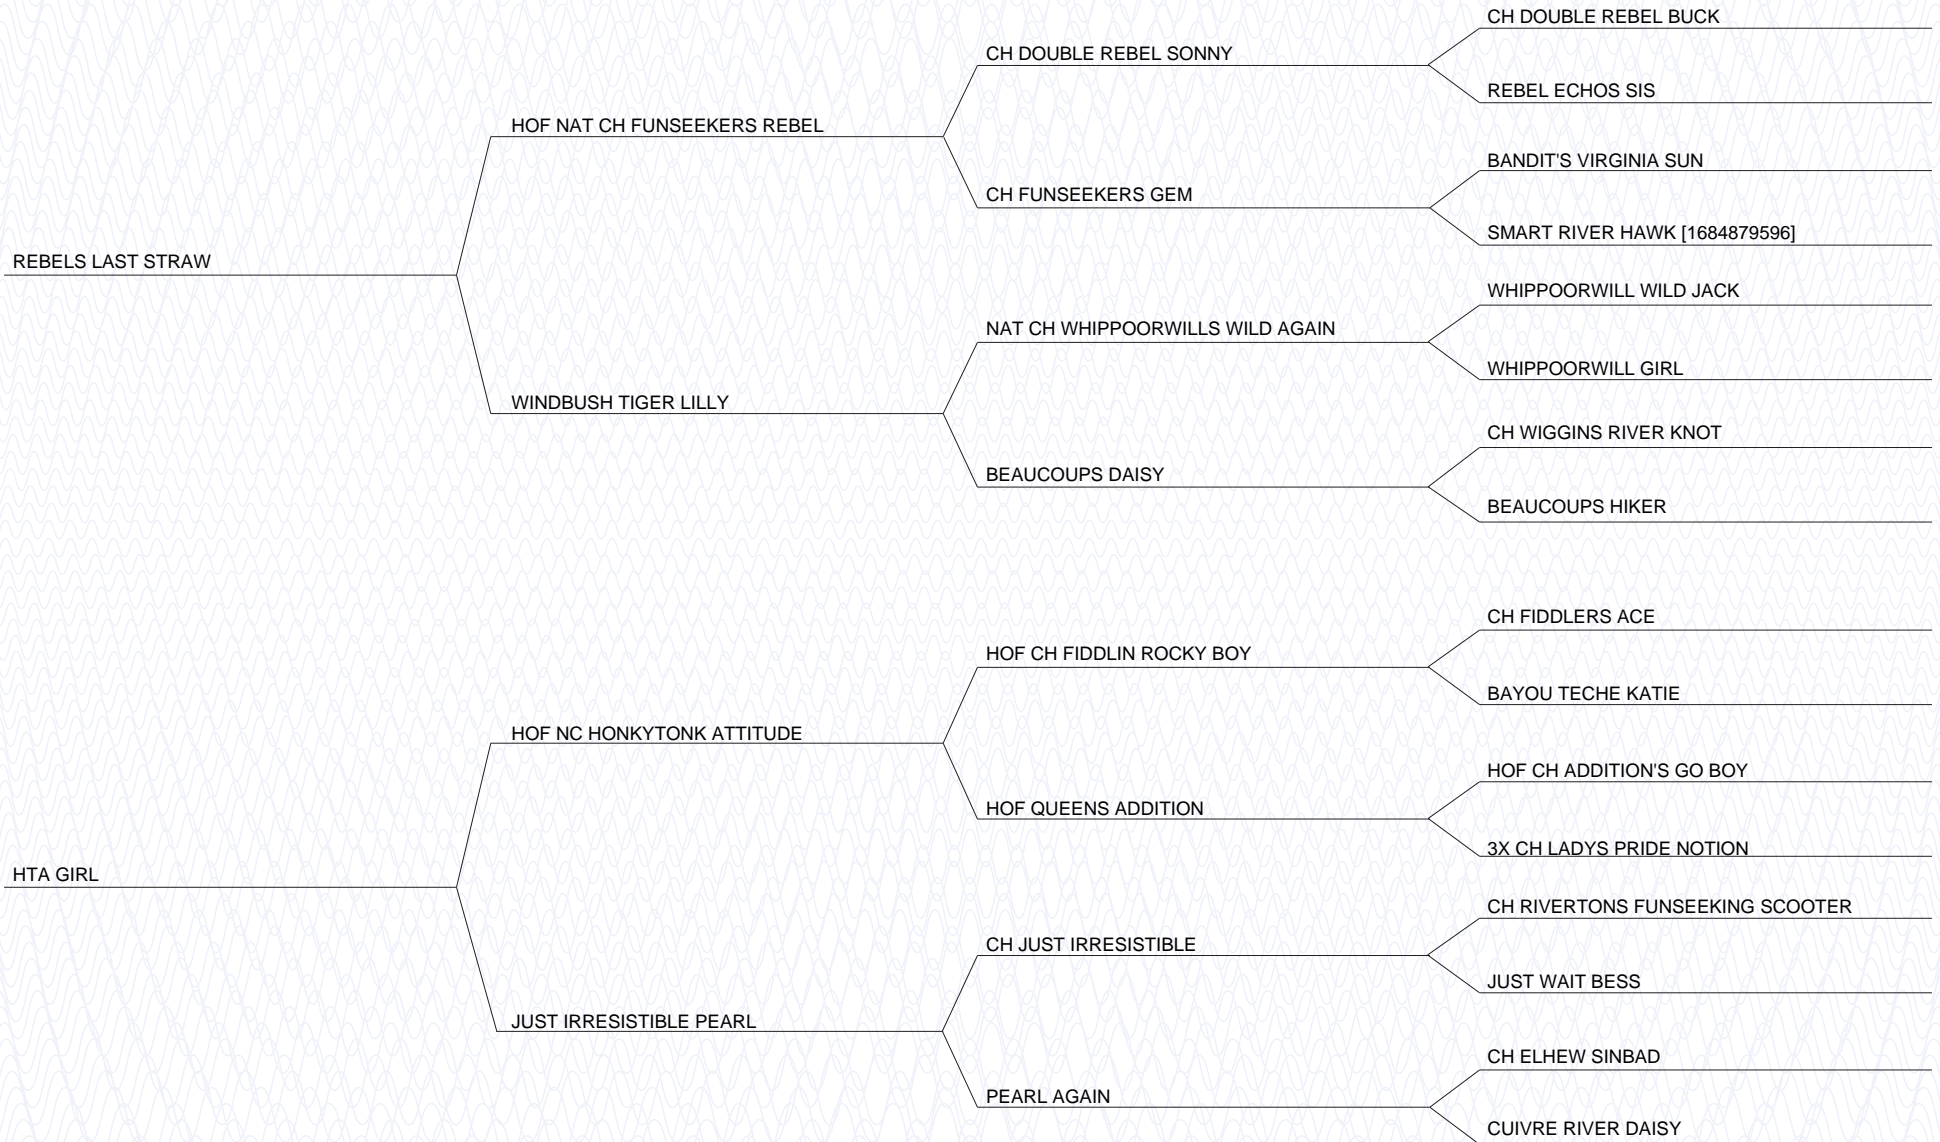 CH DOUBLE REBEL BUCK
CH DOUBLE REBEL SONNY
REBEL ECHOS SIS
HOF NAT CH FUNSEEKERS REBEL
BANDIT'S VIRGINIA SUN
CH FUNSEEKERS GEM
SMART RIVER HAWK [1684879596]
REBELS LAST STRAW
WHIPPOORWILL WILD JACK
NAT CH WHIPPOORWILLS WILD AGAIN
WHIPPOORWILL GIRL
WINDBUSH TIGER LILLY
CH WIGGINS RIVER KNOT
BEAUCOUPS DAISY
BEAUCOUPS HIKER
CH FIDDLERS ACE
HOF CH FIDDLIN ROCKY BOY
BAYOU TECHE KATIE
HOF NC HONKYTONK ATTITUDE
HOF CH ADDITION'S GO BOY
HOF QUEENS ADDITION
3X CH LADYS PRIDE NOTION
HTA GIRL
CH RIVERTONS FUNSEEKING SCOOTER
CH JUST IRRESISTIBLE
JUST WAIT BESS
JUST IRRESISTIBLE PEARL
CH ELHEW SINBAD
PEARL AGAIN
CUIVRE RIVER DAISY